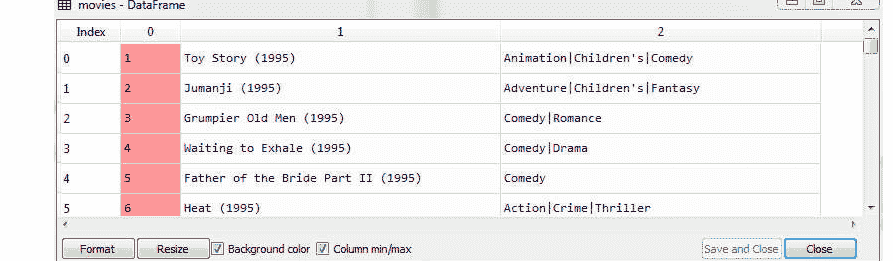 movies - DataFrame
Index 0 1 2
0 1 Toy Story (1995) Animation|Children's|Comedy
1 2 Jumanji (1995) Adventure|Children's|Fantasy
2 3 Grumpier Old Men (1995) Comedy|Romance
3 4 Waiting to Exhale (1995) Comedy|Drama
4 5 Father of the Bride Part II (1995) Comedy
5 6 Heat (1995) Action|Crime|Thriller
Format Resize Background color Column min/max Save and Close Close